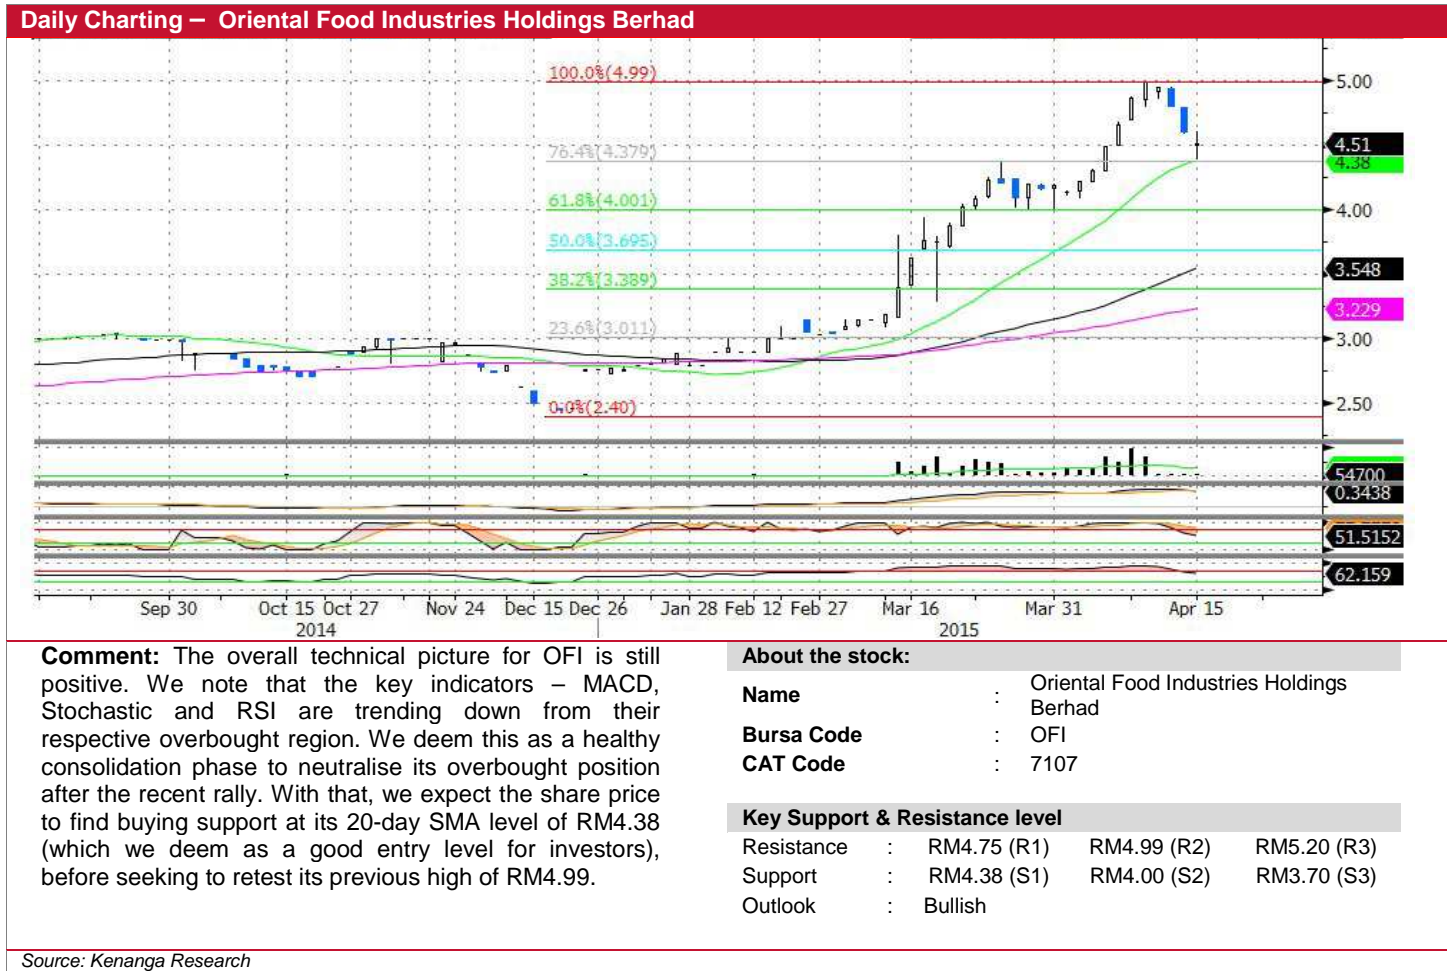 Daily Charting – Oriental Food Industries Holdings Berhad
100.0%(4.99)
76.4%(4.379)
61.8%(4.001)
50.0%(3.695)
38.2%(3.389)
23.6%(3.011)
0.0%(2.40)
5.00
4.51
4.38
4.00
3.548
3.229
3.00
2.50
54700
0.3438
51.5152
62.159
Sep 30 Oct 15 Oct 27 Nov 24 Dec 15 Dec 26 Jan 28 Feb 12 Feb 27 Mar 16 Mar 31 Apr 15
2014 2015
Comment: The overall technical picture for OFI is still
positive. We note that the key indicators – MACD,
Stochastic and RSI are trending down from their
respective overbought region. We deem this as a healthy
consolidation phase to neutralise its overbought position
after the recent rally. With that, we expect the share price
to find buying support at its 20-day SMA level of RM4.38
(which we deem as a good entry level for investors),
before seeking to retest its previous high of RM4.99.
About the stock:
Name : Oriental Food Industries Holdings
Berhad
Bursa Code : OFI
CAT Code : 7107
Key Support & Resistance level
Resistance : RM4.75 (R1) RM4.99 (R2) RM5.20 (R3)
Support : RM4.38 (S1) RM4.00 (S2) RM3.70 (S3)
Outlook : Bullish
Source: Kenanga Research